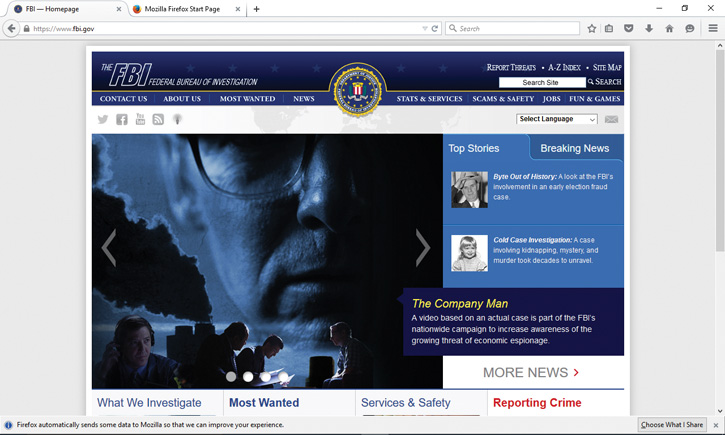 FBI — Homepage
Mozilla Firefox Start Page
https://www.fbi.gov
Search
THE FBI FEDERAL BUREAU OF INVESTIGATION
REPORT THREATS • A-Z INDEX • SITE MAP
Search Site
SEARCH
CONTACT US
ABOUT US
MOST WANTED
NEWS
STATS & SERVICES
SCAMS & SAFETY
JOBS
FUN & GAMES
You Tube
Select Language
Top Stories
Breaking News
Byte Out of History: A look at the FBI's
involvement in an early election fraud
case.
Cold Case Investigation: A case
involving kidnapping, mystery, and
murder took decades to unravel.
The Company Man
A video based on an actual case is part of the FBI's
nationwide campaign to increase awareness of the
growing threat of economic espionage.
MORE NEWS
What We Investigate
Most Wanted
Services & Safety
Reporting Crime
Firefox automatically sends some data to Mozilla so that we can improve your experience.
Choose What I Share